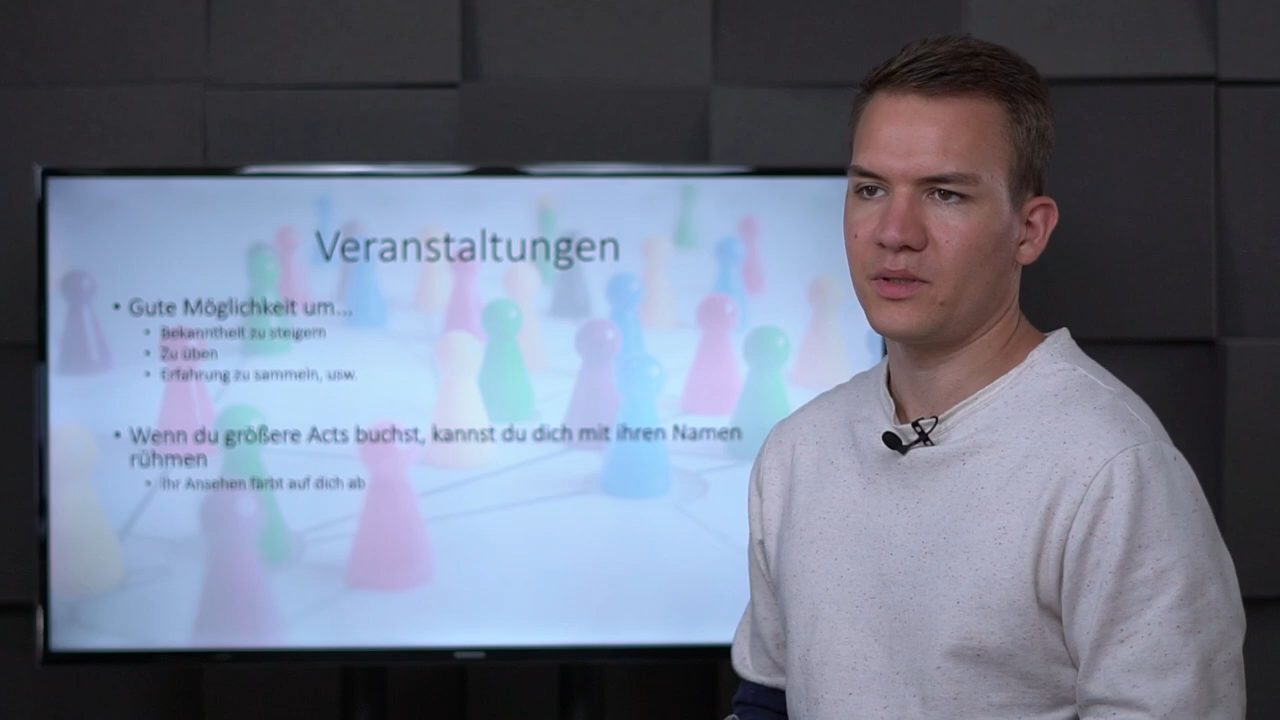 Veranstaltungen
• Gute Möglichkeit um...
• Bekanntheit zu steigern
• Zu üben
• Erfahrung zu sammeln, usw.
• Wenn du größere Acts buchst, kannst du dich mit ihren Namen
rühmen
• Ihr Ansehen färbt auf dich ab